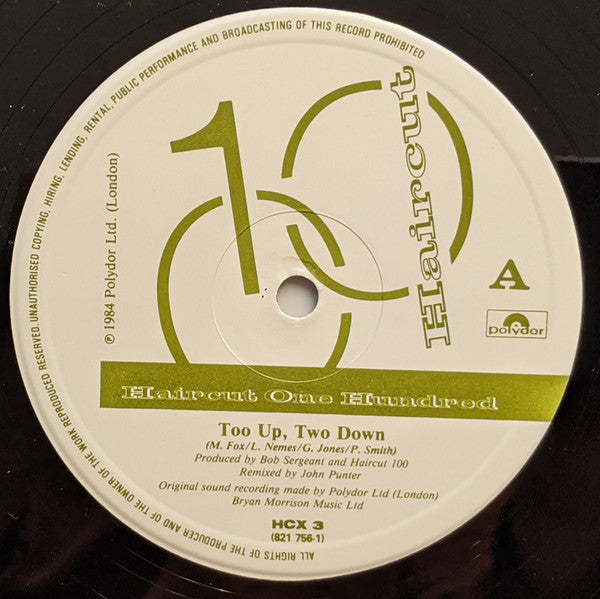 ALL RIGHTS OF THE PRODUCER AND OF THE OWNER OF THE WORK REPRODUCED RESERVED. UNAUTHORISED COPYING, HIRING, LENDING, RENTAL, PUBLIC PERFORMANCE AND BROADCASTING OF THIS RECORD PROHIBITED
℗ 1984 Polydor Ltd. (London)
100
Haircut
A
polydor
Haircut One Hundred
Too Up, Two Down
(M. Fox/L. Nemes/G. Jones/P. Smith)
Produced by Bob Sergeant and Haircut 100
Remixed by John Punter
Original sound recording made by Polydor Ltd (London)
Bryan Morrison Music Ltd
HCX 3
(821 756-1)